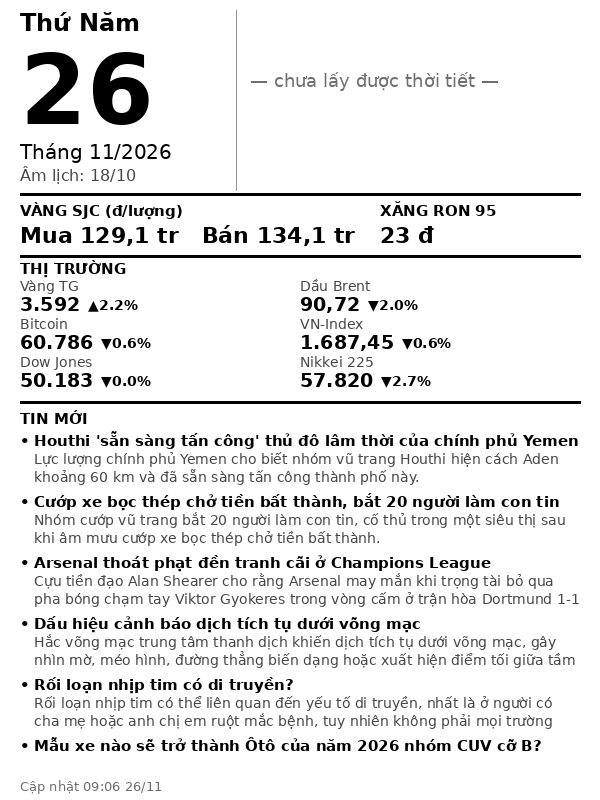 Thứ Năm
26
Tháng 11/2026
Âm lịch: 18/10
— chưa lấy được thời tiết —
VÀNG SJC (đ/lượng)
Mua 129,1 tr Bán 134,1 tr
XĂNG RON 95
23 đ
THỊ TRƯỜNG
Vàng TG
3.592 ▲2.2%
Dầu Brent
90,72 ▼2.0%
Bitcoin
60.786 ▼0.6%
VN-Index
1.687,45 ▼0.6%
Dow Jones
50.183 ▼0.0%
Nikkei 225
57.820 ▼2.7%
TIN MỚI
• Houthi 'sẵn sàng tấn công' thủ đô lâm thời của chính phủ Yemen
Lực lượng chính phủ Yemen cho biết nhóm vũ trang Houthi hiện cách Aden
khoảng 60 km và đã sẵn sàng tấn công thành phố này.
• Cướp xe bọc thép chở tiền bất thành, bắt 20 người làm con tin
Nhóm cướp vũ trang bắt 20 người làm con tin, cố thủ trong một siêu thị sau
khi âm mưu cướp xe bọc thép chở tiền bất thành.
• Arsenal thoát phạt đền tranh cãi ở Champions League
Cựu tiền đạo Alan Shearer cho rằng Arsenal may mắn khi trọng tài bỏ qua
pha bóng chạm tay Viktor Gyokeres trong vòng cấm ở trận hòa Dortmund 1-1
• Dấu hiệu cảnh báo dịch tích tụ dưới võng mạc
Hắc võng mạc trung tâm thanh dịch khiến dịch tích tụ dưới võng mạc, gây
nhìn mờ, méo hình, đường thẳng biến dạng hoặc xuất hiện điểm tối giữa tầm
• Rối loạn nhịp tim có di truyền?
Rối loạn nhịp tim có thể liên quan đến yếu tố di truyền, nhất là ở người có
cha mẹ hoặc anh chị em ruột mắc bệnh, tuy nhiên không phải mọi trường
• Mẫu xe nào sẽ trở thành Ôtô của năm 2026 nhóm CUV cỡ B?
Cập nhật 09:06 26/11